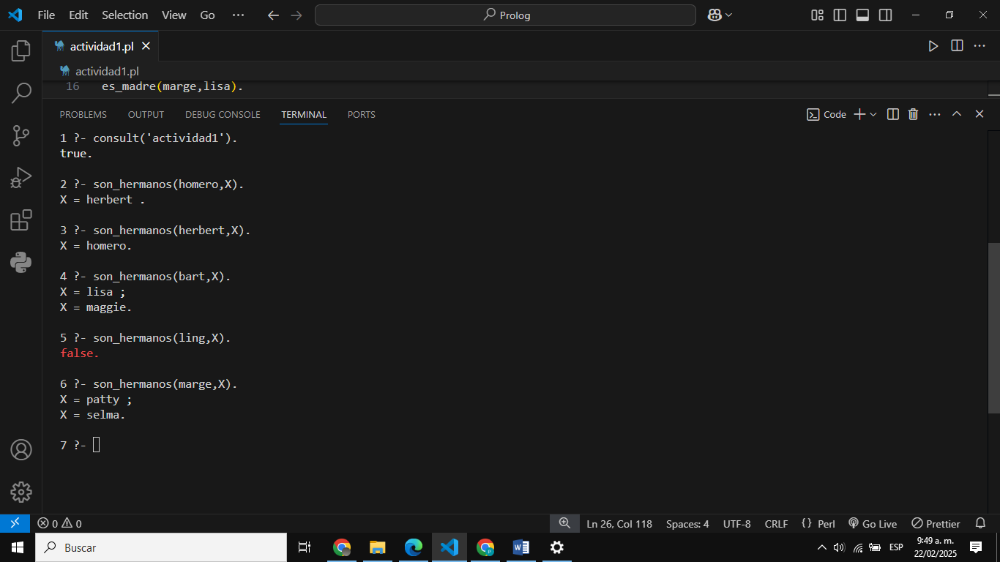 File Edit Selection View Go ··· Prolog
actividad1.pl
actividad1.pl
16 es_madre(marge,lisa).
PROBLEMS OUTPUT DEBUG CONSOLE TERMINAL PORTS Code
1 ?- consult('actividad1').
true.
2 ?- son_hermanos(homero,X).
X = herbert .
3 ?- son_hermanos(herbert,X).
X = homero.
4 ?- son_hermanos(bart,X).
X = lisa ;
X = maggie.
5 ?- son_hermanos(ling,X).
false.
6 ?- son_hermanos(marge,X).
X = patty ;
X = selma.
7 ?-
0 0 Ln 26, Col 118 Spaces: 4 UTF-8 CRLF {} Perl Go Live Prettier
Buscar ESP 9:49 a. m.
22/02/2025